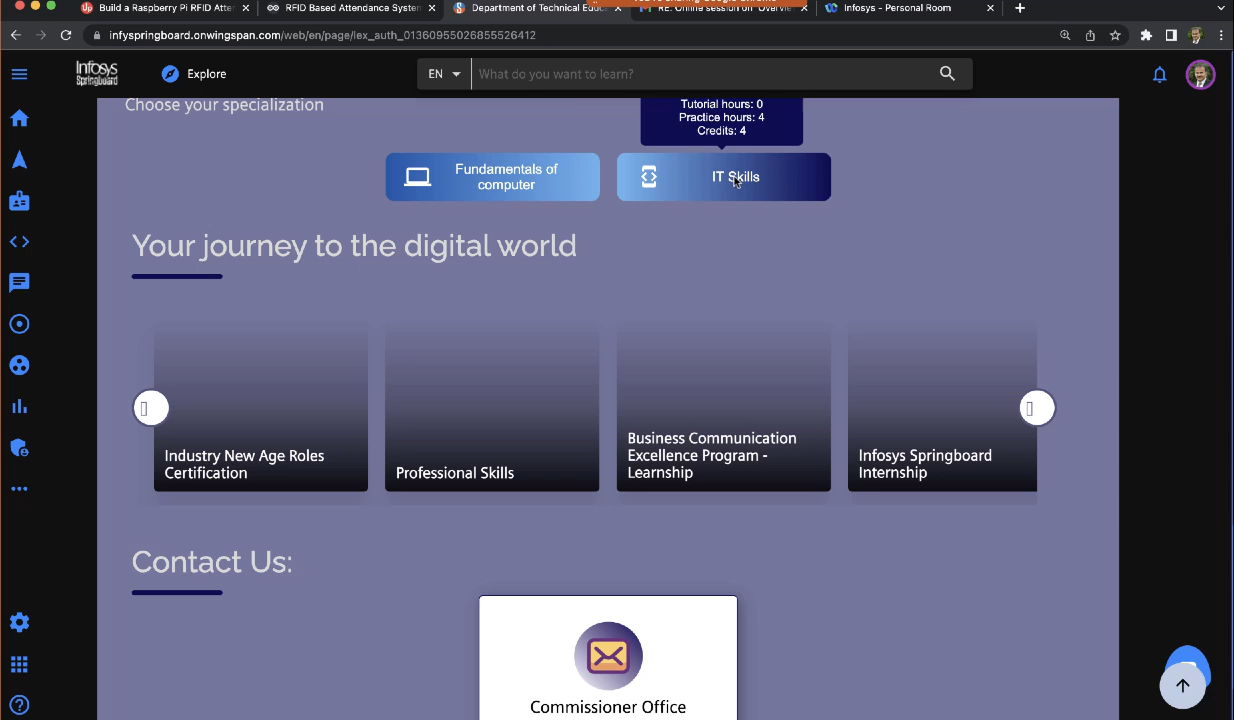 Build a Raspberry Pi RFID Atter
RFID Based Attendance System
Department of Technical Educa
RE: Online session on "Overvie
Infosys - Personal Room
infyspringboard.onwingspan.com/web/en/page/lex_auth_01360955026855526412
Infosys
Springboard
Explore
EN
What do you want to learn?
Choose your specialization
Tutorial hours: 0
Practice hours: 4
Credits: 4
Fundamentals of
computer
IT Skills
Your journey to the digital world
Industry New Age Roles
Certification
Professional Skills
Business Communication
Excellence Program -
Learnship
Infosys Springboard
Internship
Contact Us:
Commissioner Office